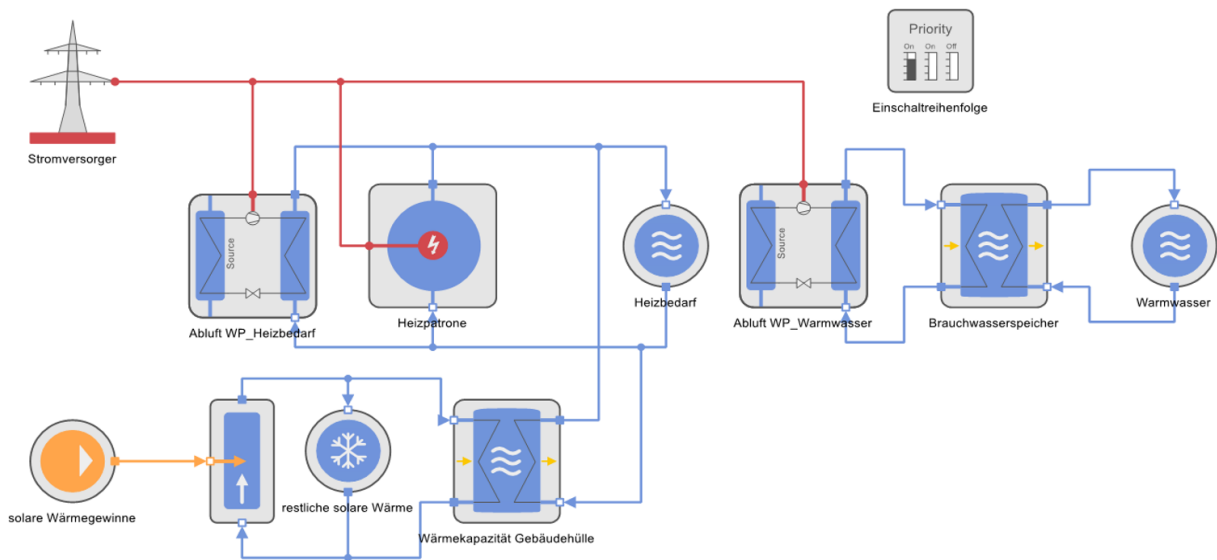 Priority
On On Off
Einschaltreihenfolge
Stromversorger
Source
Abluft WP_Heizbedarf
Heizpatrone
Heizbedarf
Source
Abluft WP_Warmwasser
Brauchwasserspeicher
Warmwasser
solare Wärmegewinne
restliche solare Wärme
Wärmekapazität Gebäudehülle